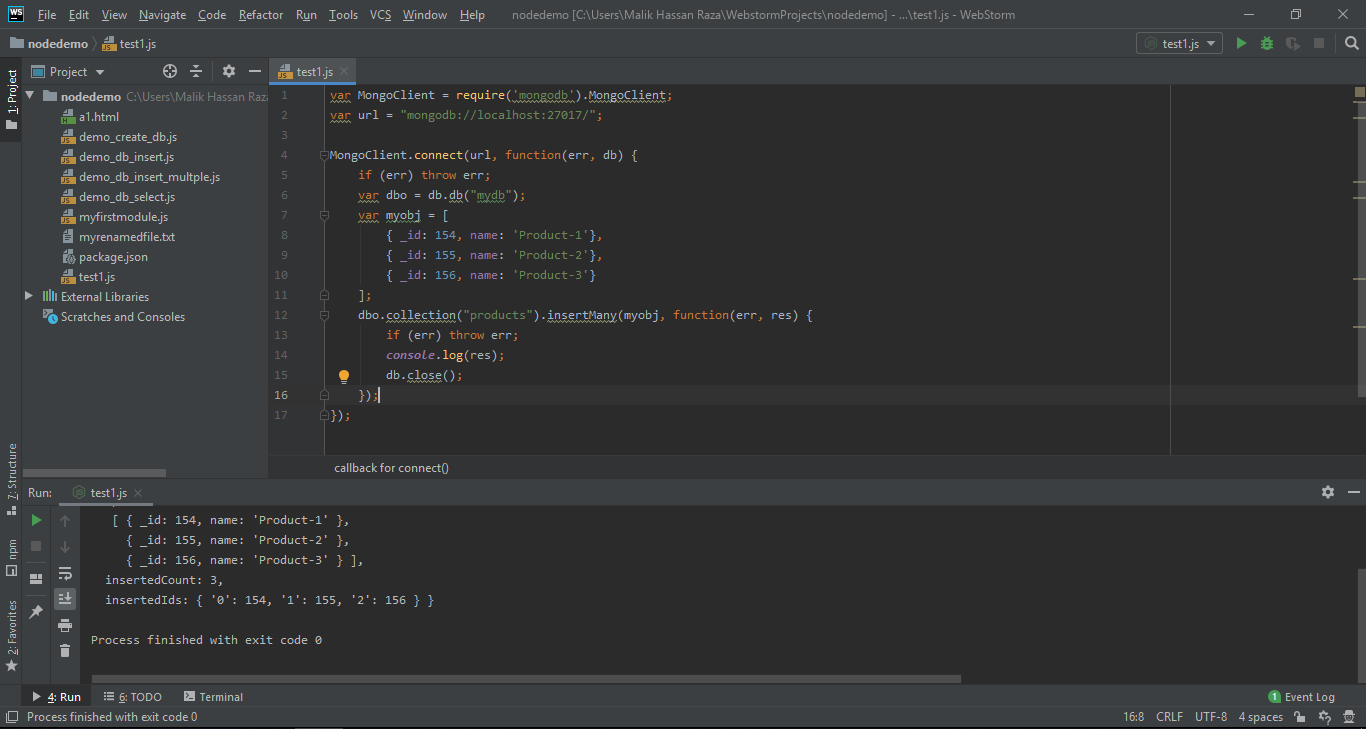 WS File Edit View Navigate Code Refactor Run Tools VCS Window Help nodedemo [C:\Users\Malik Hassan Raza\WebstormProjects\nodedemo] - ...\test1.js - WebStorm
nodedemo test1.js test1.js
1: Project
Project
test1.js
nodedemo C:\Users\Malik Hassan Raza
a1.html
demo_create_db.js
demo_db_insert.js
demo_db_insert_multple.js
demo_db_select.js
myfirstmodule.js
myrenamedfile.txt
package.json
test1.js
External Libraries
Scratches and Consoles
1 var MongoClient = require('mongodb').MongoClient;
2 var url = "mongodb://localhost:27017/";
3
4 MongoClient.connect(url, function(err, db) {
5 if (err) throw err;
6 var dbo = db.db("mydb");
7 var myobj = [
8 { _id: 154, name: 'Product-1'},
9 { _id: 155, name: 'Product-2'},
10 { _id: 156, name: 'Product-3'}
11 ];
12 dbo.collection("products").insertMany(myobj, function(err, res) {
13 if (err) throw err;
14 console.log(res);
15 db.close();
16 });
17 });
callback for connect()
7: Structure
npm
2: Favorites
Run: test1.js
[ { _id: 154, name: 'Product-1' },
{ _id: 155, name: 'Product-2' },
{ _id: 156, name: 'Product-3' } ],
insertedCount: 3,
insertedIds: { '0': 154, '1': 155, '2': 156 } }
Process finished with exit code 0
4: Run 6: TODO Terminal 1 Event Log
Process finished with exit code 0 16:8 CRLF UTF-8 4 spaces